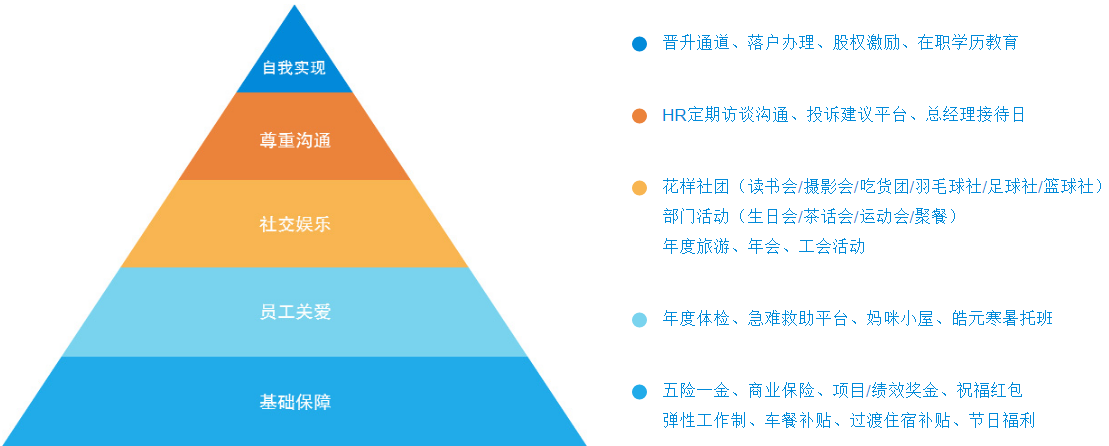 自我实现
晋升通道、落户办理、股权激励、在职学历教育
尊重沟通
HR定期访谈沟通、投诉建议平台、总经理接待日
社交娱乐
花样社团（读书会/摄影会/吃货团/羽毛球社/足球社/篮球社）
部门活动（生日会/茶话会/运动会/聚餐）
年度旅游、年会、工会活动
员工关爱
年度体检、急难救助平台、妈咪小屋、皓元寒暑托班
基础保障
五险一金、商业保险、项目/绩效奖金、祝福红包
弹性工作制、车餐补贴、过渡住宿补贴、节日福利